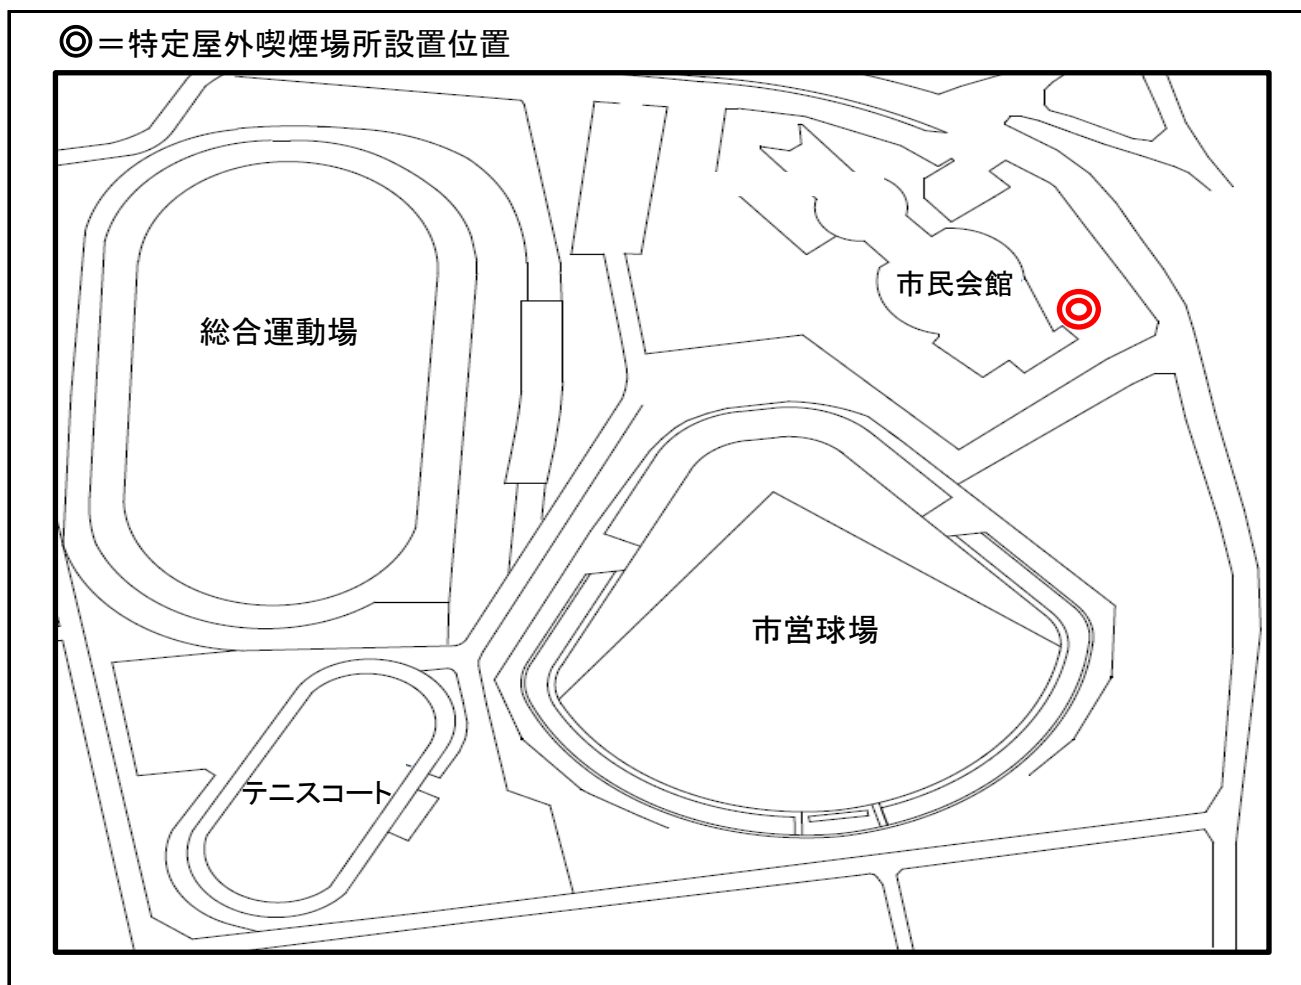 ◎＝特定屋外喫煙場所設置位置
市民会館
総合運動場
市営球場
テニスコート